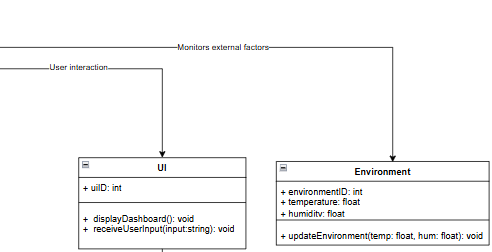 Monitors external factors
User interaction
UI
+ uiID: int
+ displayDashboard(): void
+ receiveUserInput(input:string): void
Environment
+ environmentID: int
+ temperature: float
+ humidity: float
+ updateEnvironment(temp: float, hum: float): void